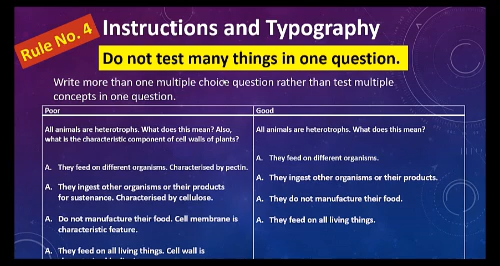 Rule No. 4
Instructions and Typography
Do not test many things in one question.
Write more than one multiple choice question rather than test multiple
concepts in one question.
Poor
Good
All animals are heterotrophs. What does this mean? Also,
what is the characteristic component of cell walls of plants?
A. They feed on different organisms. Characterised by pectin.
A. They ingest other organisms or their products
for sustenance. Characterised by cellulose.
A. Do not manufacture their food. Cell membrane is
characteristic feature.
A. They feed on all living things. Cell wall is
All animals are heterotrophs. What does this mean?
A. They feed on different organisms.
A. They ingest other organisms or their products.
A. They do not manufacture their food.
A. They feed on all living things.